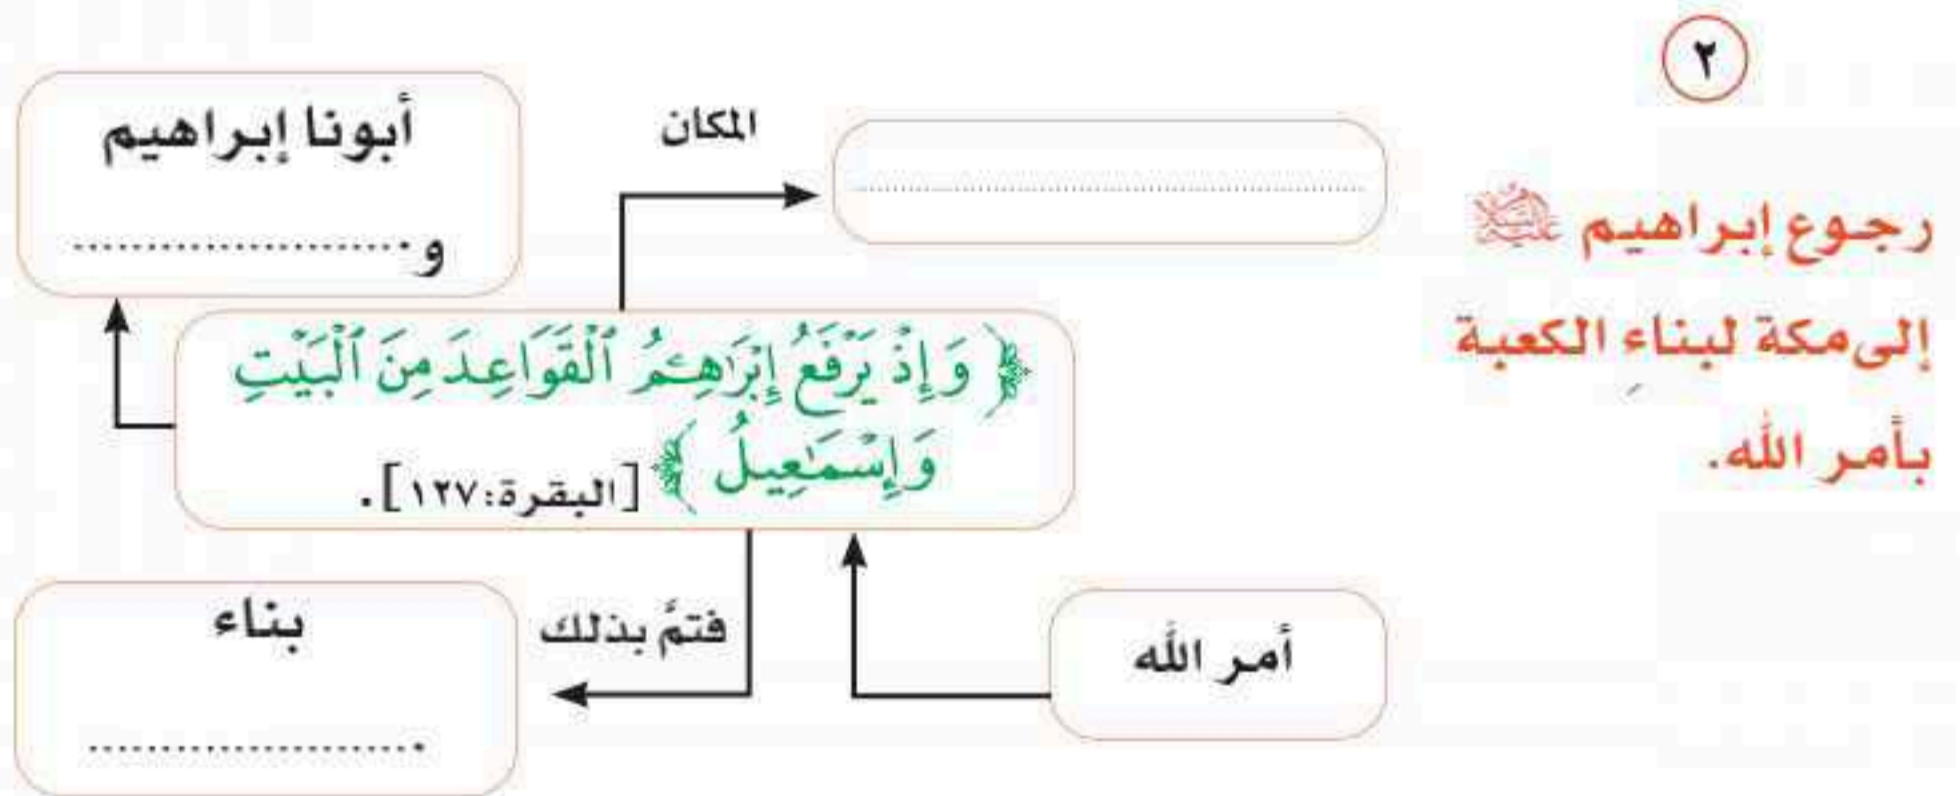 ٢
رجوع إبراهيم عليه السلام
إلى مكة لبناءِ الكعبة
بأمر الله.
المكان
......................
أبونا إبراهيم
و......................
﴿ وَإِذْ يَرْفَعُ إِبْرَٰهِـۧمُ ٱلْقَوَاعِدَ مِنَ ٱلْبَيْتِ
وَإِسْمَٰعِيلُ ﴾ [البقرة:١٢٧].
أمر الله
فتمَّ بذلك
بناء
......................